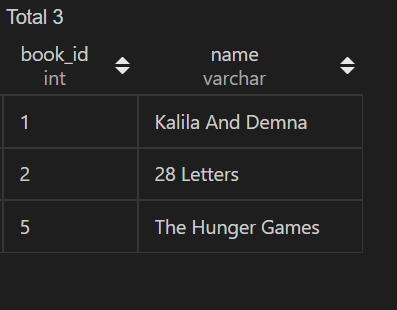 Total 3
book_id name
int varchar
1 Kalila And Demna
2 28 Letters
5 The Hunger Games